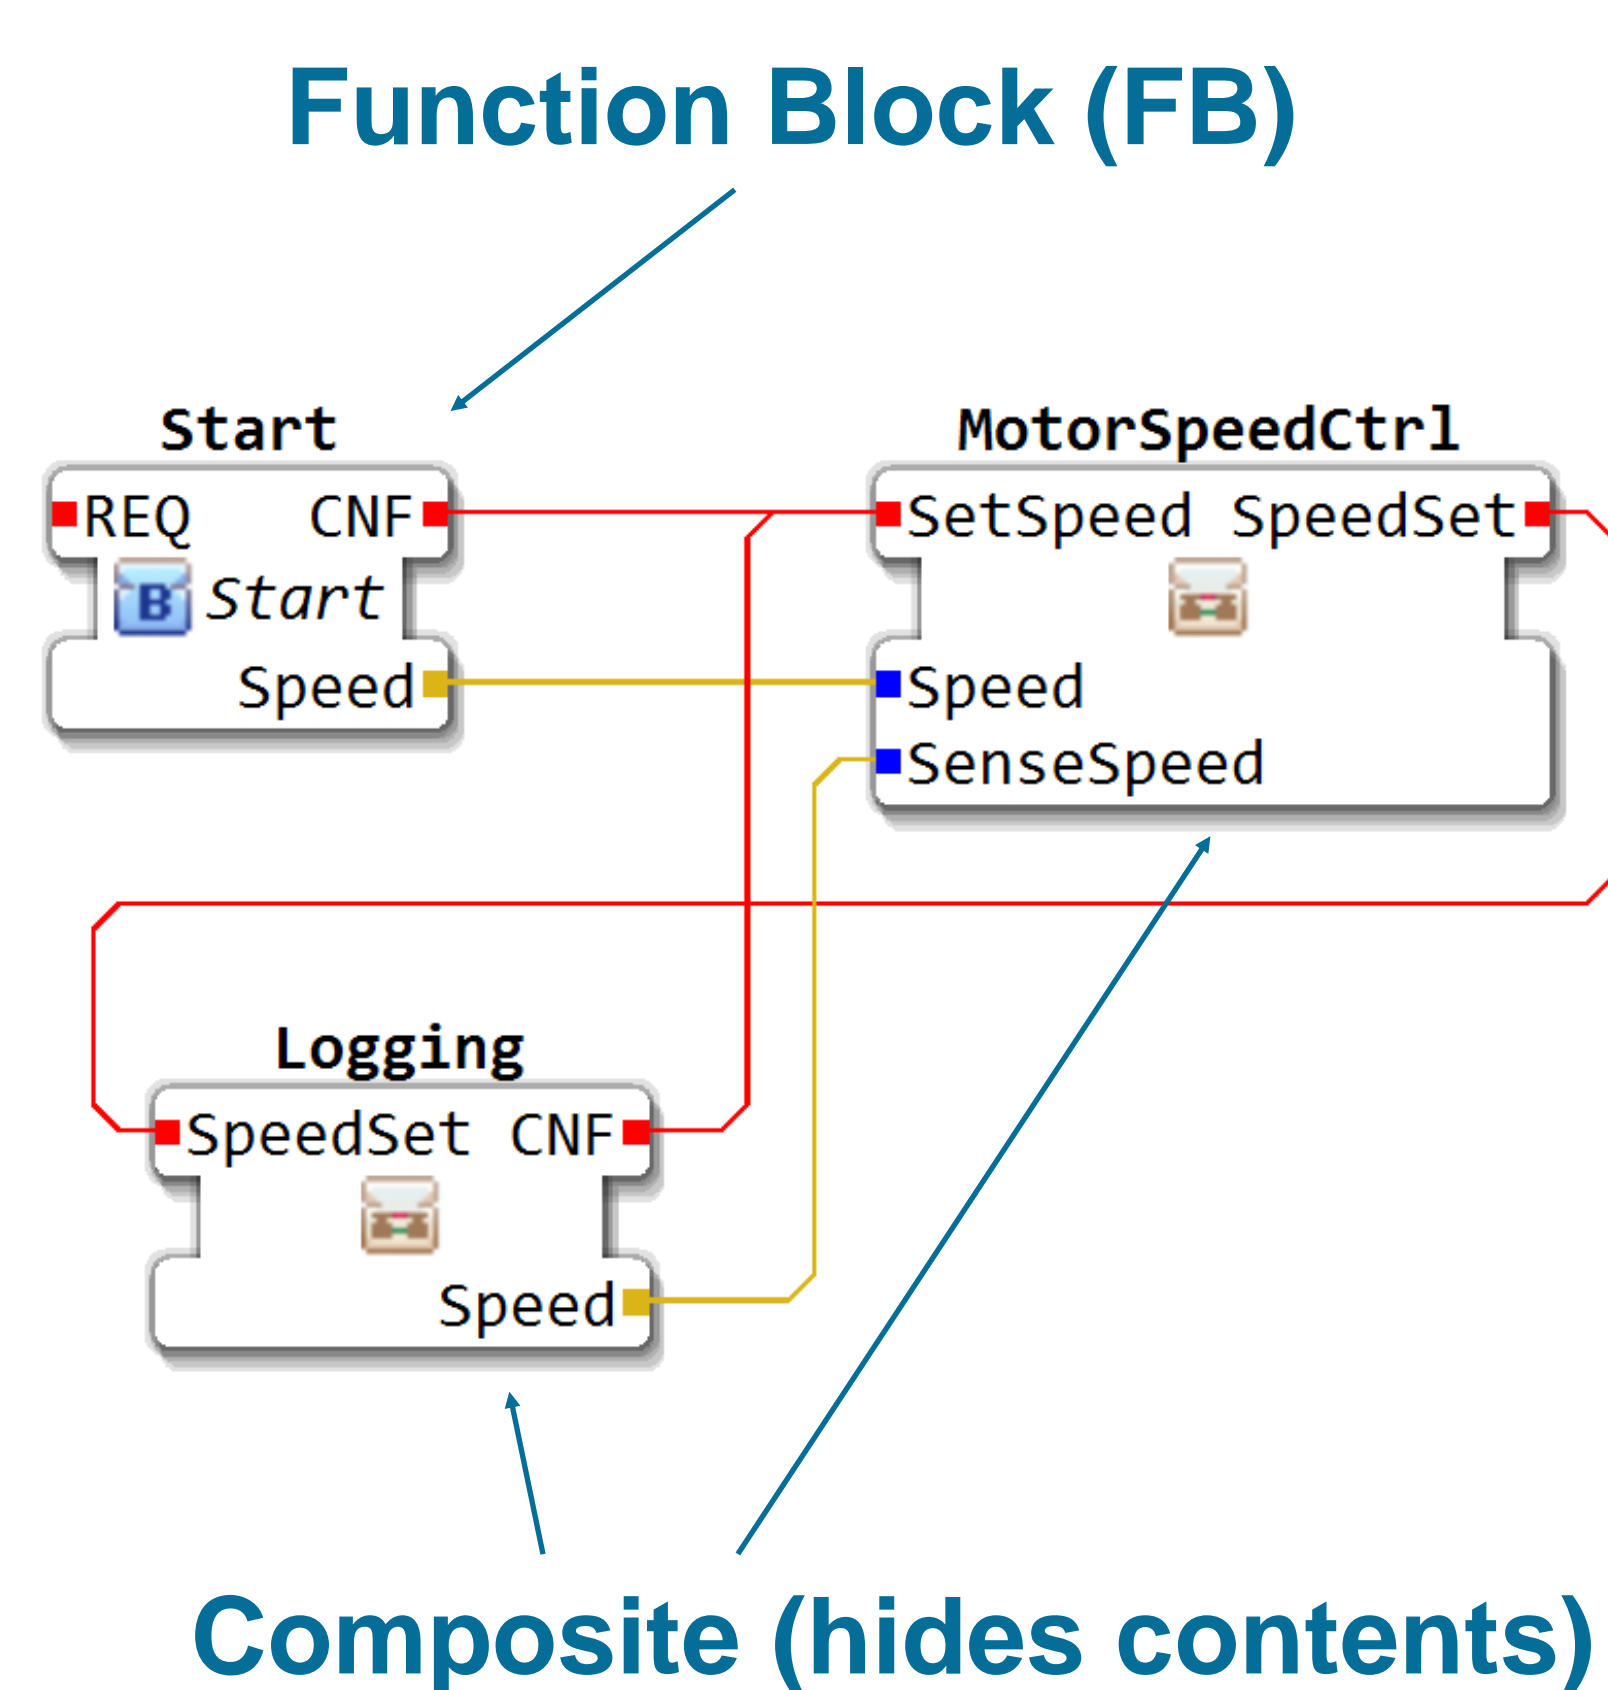 Function Block (FB)
Start
MotorSpeedCtrl
REQ CNF
SetSpeed SpeedSet
B Start
Speed
Speed
SenseSpeed
Logging
SpeedSet CNF
Speed
Composite (hides contents)